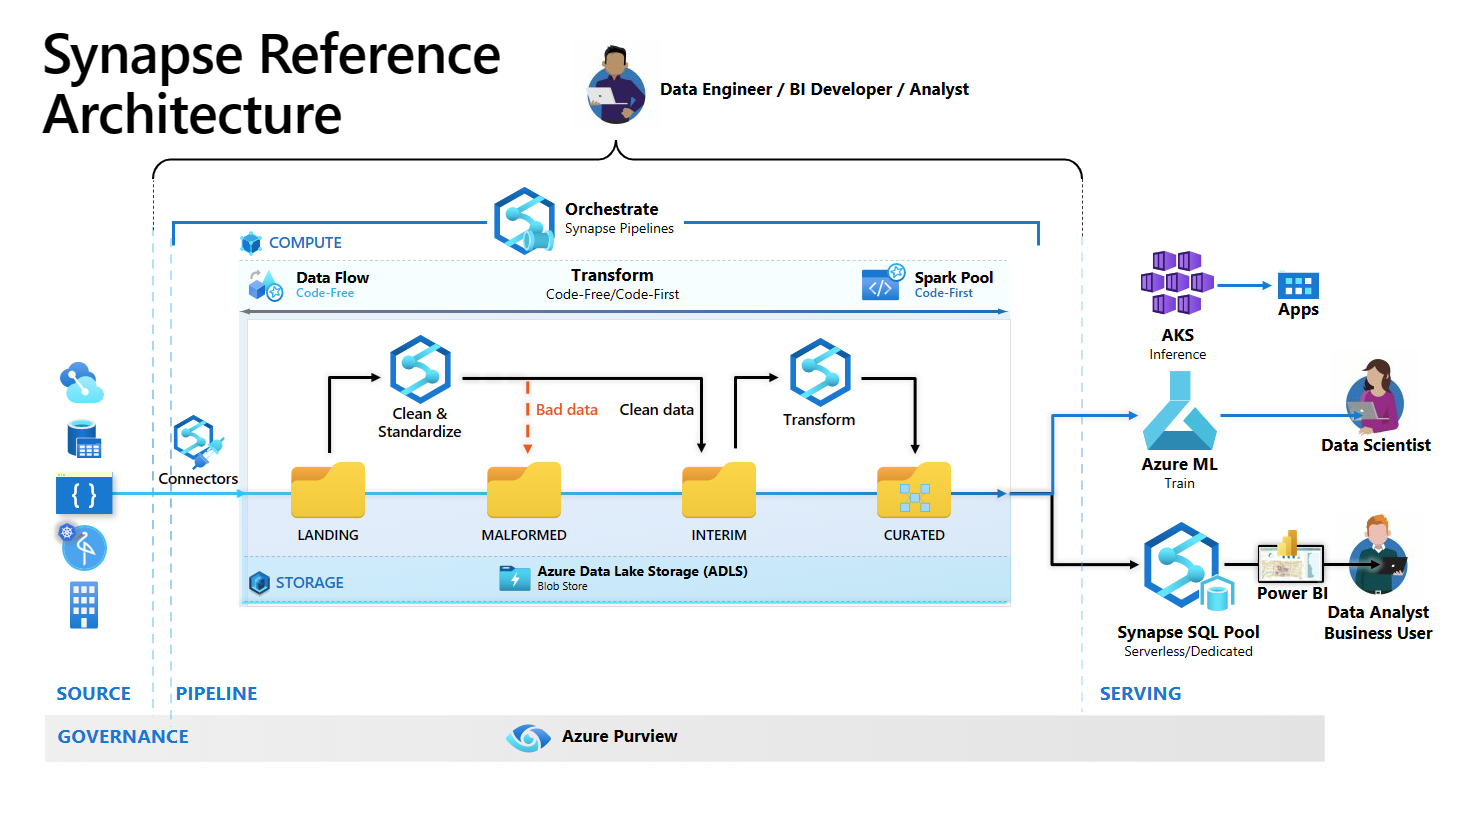 Synapse Reference
Architecture
Data Engineer / BI Developer / Analyst
Orchestrate
Synapse Pipelines
COMPUTE
Data Flow
Code-Free
Transform
Code-Free/Code-First
Spark Pool
Code-First
AKS
Inference
Apps
Clean &
Standardize
Bad data
Clean data
Transform
Connectors
LANDING
MALFORMED
INTERIM
CURATED
Azure ML
Train
Data Scientist
STORAGE
Azure Data Lake Storage (ADLS)
Blob Store
Synapse SQL Pool
Serverless/Dedicated
Power BI
Data Analyst
Business User
SOURCE
PIPELINE
SERVING
GOVERNANCE
Azure Purview